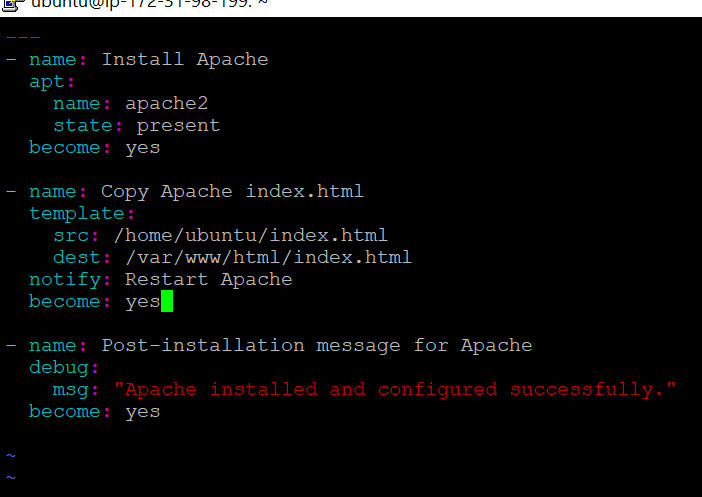 ubuntu@ip-172-31-98-199: ~
---
- name: Install Apache
  apt:
    name: apache2
    state: present
  become: yes

- name: Copy Apache index.html
  template:
    src: /home/ubuntu/index.html
    dest: /var/www/html/index.html
  notify: Restart Apache
  become: yes

- name: Post-installation message for Apache
  debug:
    msg: "Apache installed and configured successfully."
  become: yes

~
~